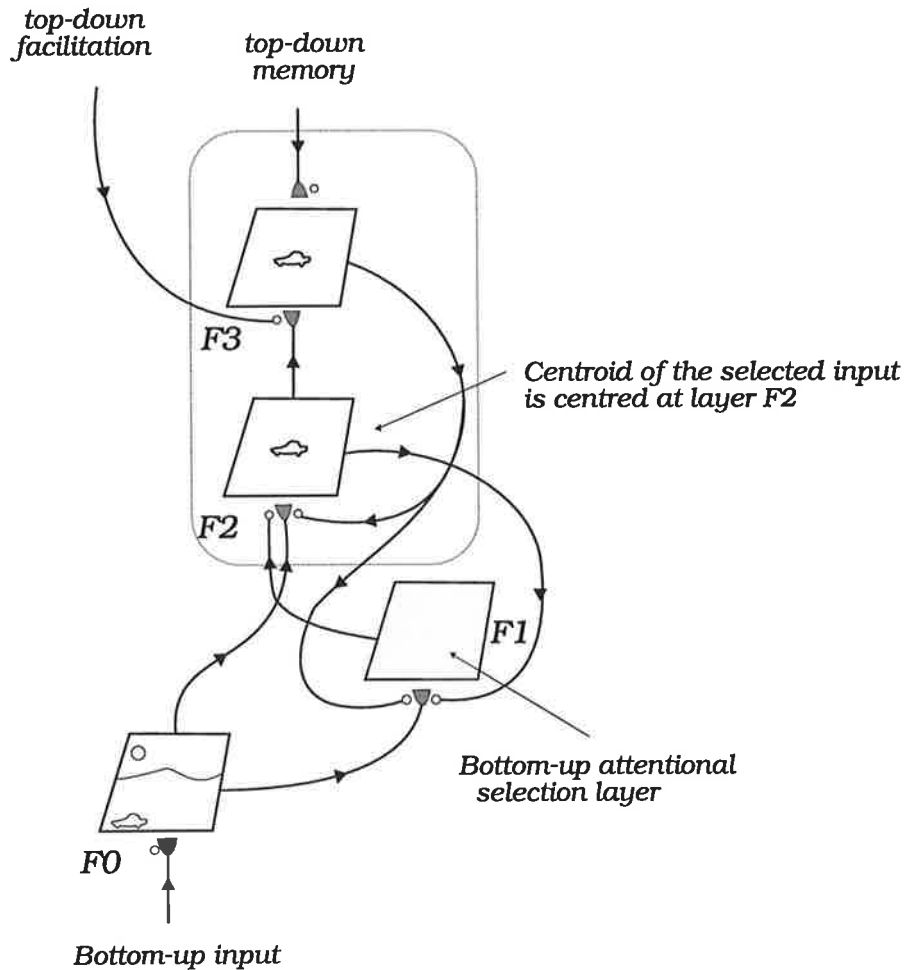 top-down
facilitation
top-down
memory
F3
Centroid of the selected input
is centred at layer F2
F2
F1
Bottom-up attentional
selection layer
F0
Bottom-up input